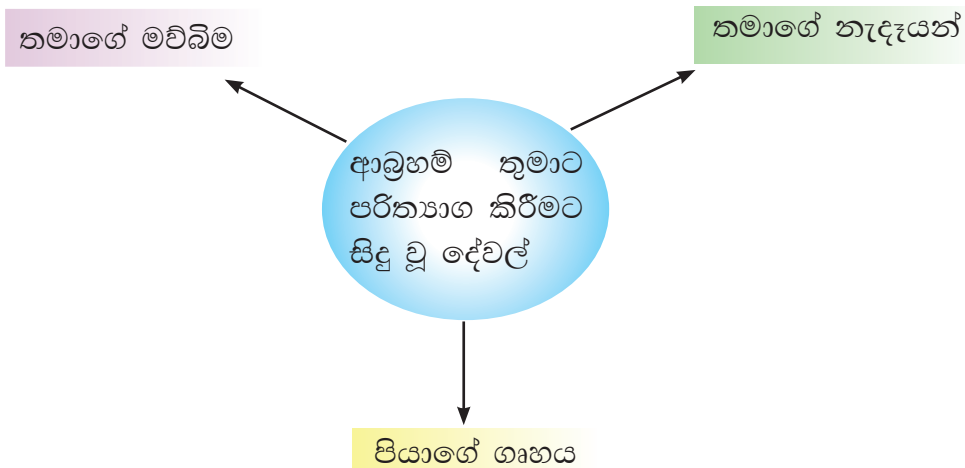 තමාගේ මව්බිම
තමාගේ නැදෑයන්
ආබ්‍රහම් තුමාට
පරිත්‍යාග කිරීමට
සිදු වූ දේවල්
පියාගේ ගෘහය